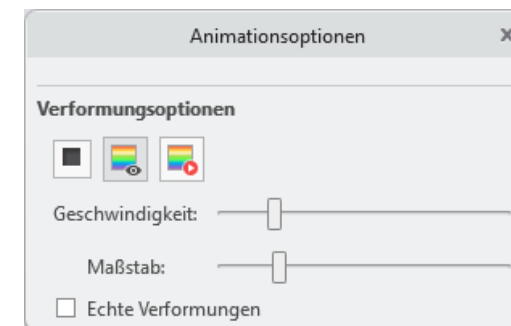 Animationsoptionen
Verformungsoptionen
Geschwindigkeit:
Maßstab:
Echte Verformungen